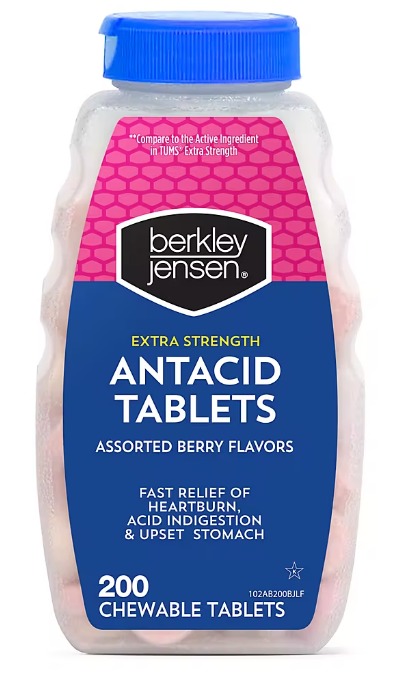 **Compare to the Active Ingredient
in TUMS® Extra Strength
berkley
jensen®
EXTRA STRENGTH
ANTACID
TABLETS
ASSORTED BERRY FLAVORS
FAST RELIEF OF
HEARTBURN,
ACID INDIGESTION
& UPSET STOMACH
K
200
102AB200BJLF
CHEWABLE TABLETS